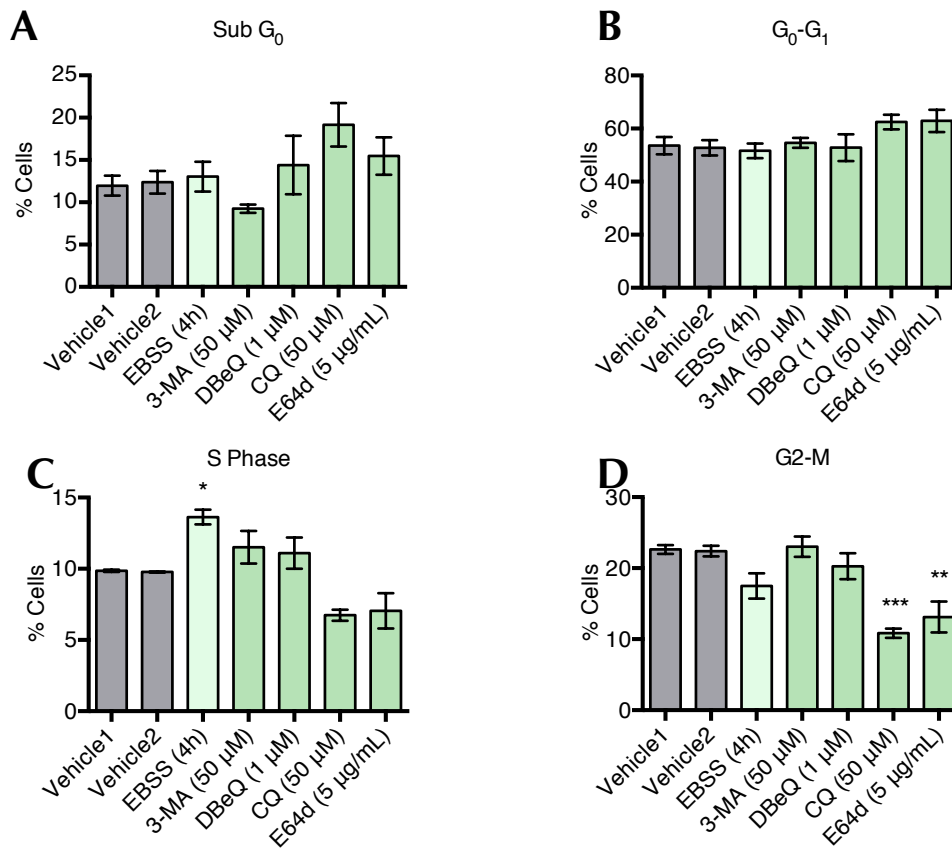 A
Sub G₀
% Cells
25
20
15
10
5
0
Vehicle1
Vehicle2
EBSS (4h)
3-MA (50 µM)
DBeQ (1 µM)
CQ (50 µM)
E64d (5 µg/mL)
B
G₀-G₁
% Cells
80
60
40
20
0
Vehicle1
Vehicle2
EBSS (4h)
3-MA (50 µM)
DBeQ (1 µM)
CQ (50 µM)
E64d (5 µg/mL)
C
S Phase
% Cells
15
10
5
0
*
Vehicle1
Vehicle2
EBSS (4h)
3-MA (50 µM)
DBeQ (1 µM)
CQ (50 µM)
E64d (5 µg/mL)
D
G2-M
% Cells
30
20
10
0
***
**
Vehicle1
Vehicle2
EBSS (4h)
3-MA (50 µM)
DBeQ (1 µM)
CQ (50 µM)
E64d (5 µg/mL)